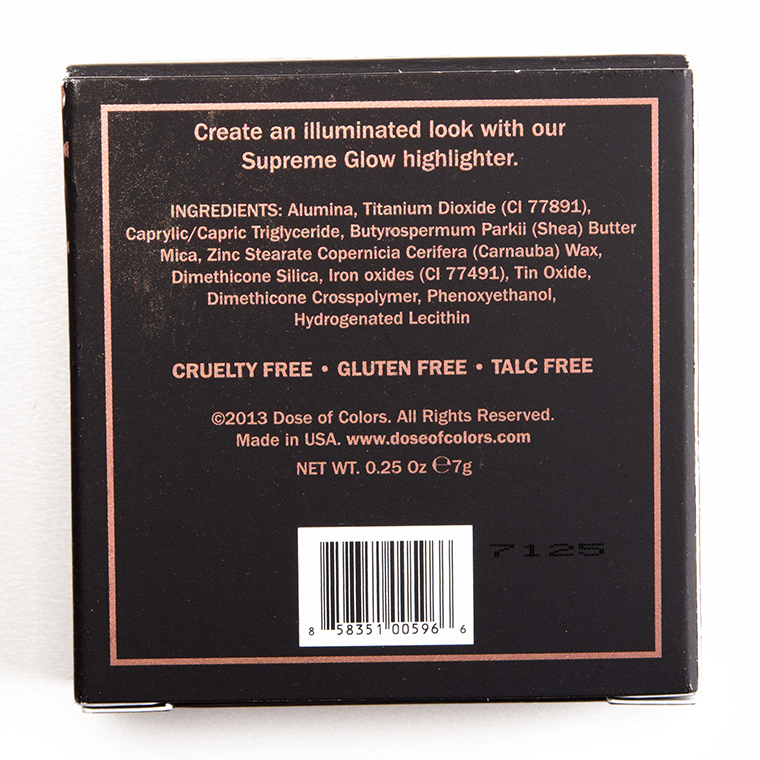 Create an illuminated look with our
Supreme Glow highlighter.
INGREDIENTS: Alumina, Titanium Dioxide (CI 77891),
Caprylic/Capric Triglyceride, Butyrospermum Parkii (Shea) Butter
Mica, Zinc Stearate Copernicia Cerifera (Carnauba) Wax,
Dimethicone Silica, Iron oxides (CI 77491), Tin Oxide,
Dimethicone Crosspolymer, Phenoxyethanol,
Hydrogenated Lecithin
CRUELTY FREE • GLUTEN FREE • TALC FREE
©2013 Dose of Colors. All Rights Reserved.
Made in USA. www.doseofcolors.com
NET WT. 0.25 Oz ℮7g
7125
8 58351 00596 6